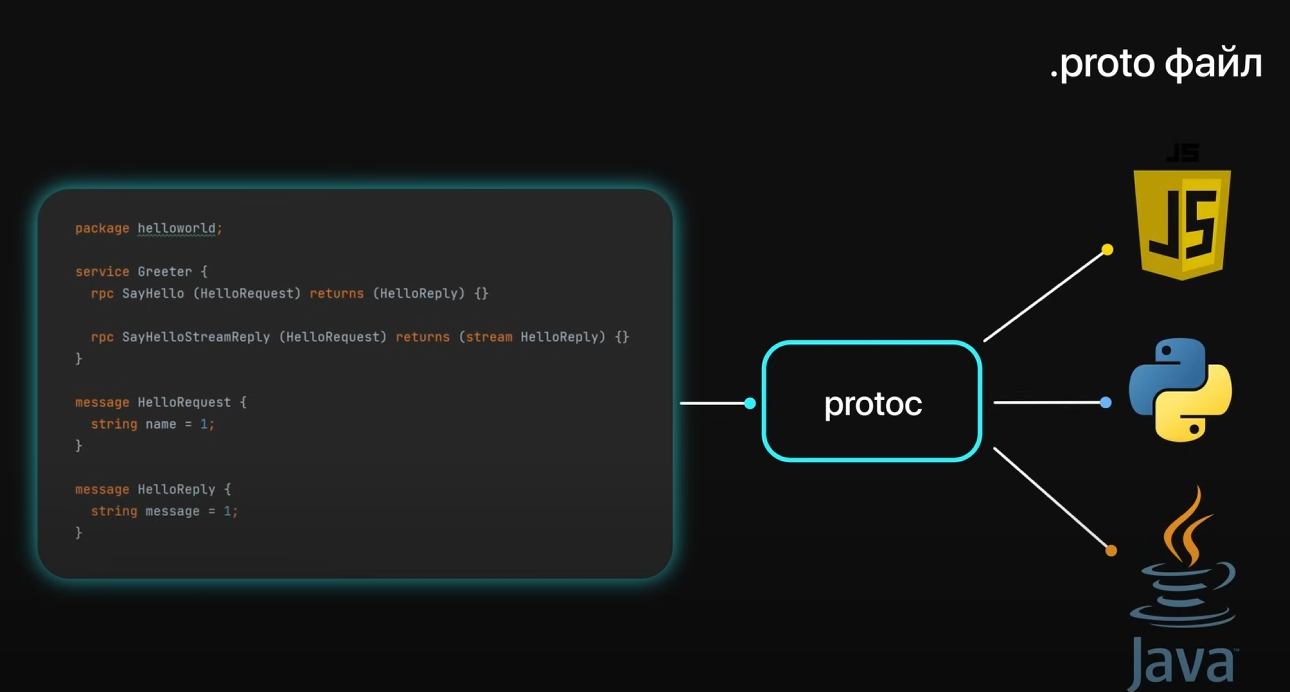 .proto файл
package helloworld;
service Greeter {
  rpc SayHello (HelloRequest) returns (HelloReply) {}
  rpc SayHelloStreamReply (HelloRequest) returns (stream HelloReply) {}
}
message HelloRequest {
  string name = 1;
}
message HelloReply {
  string message = 1;
}
protoc
JS
JS
Java™